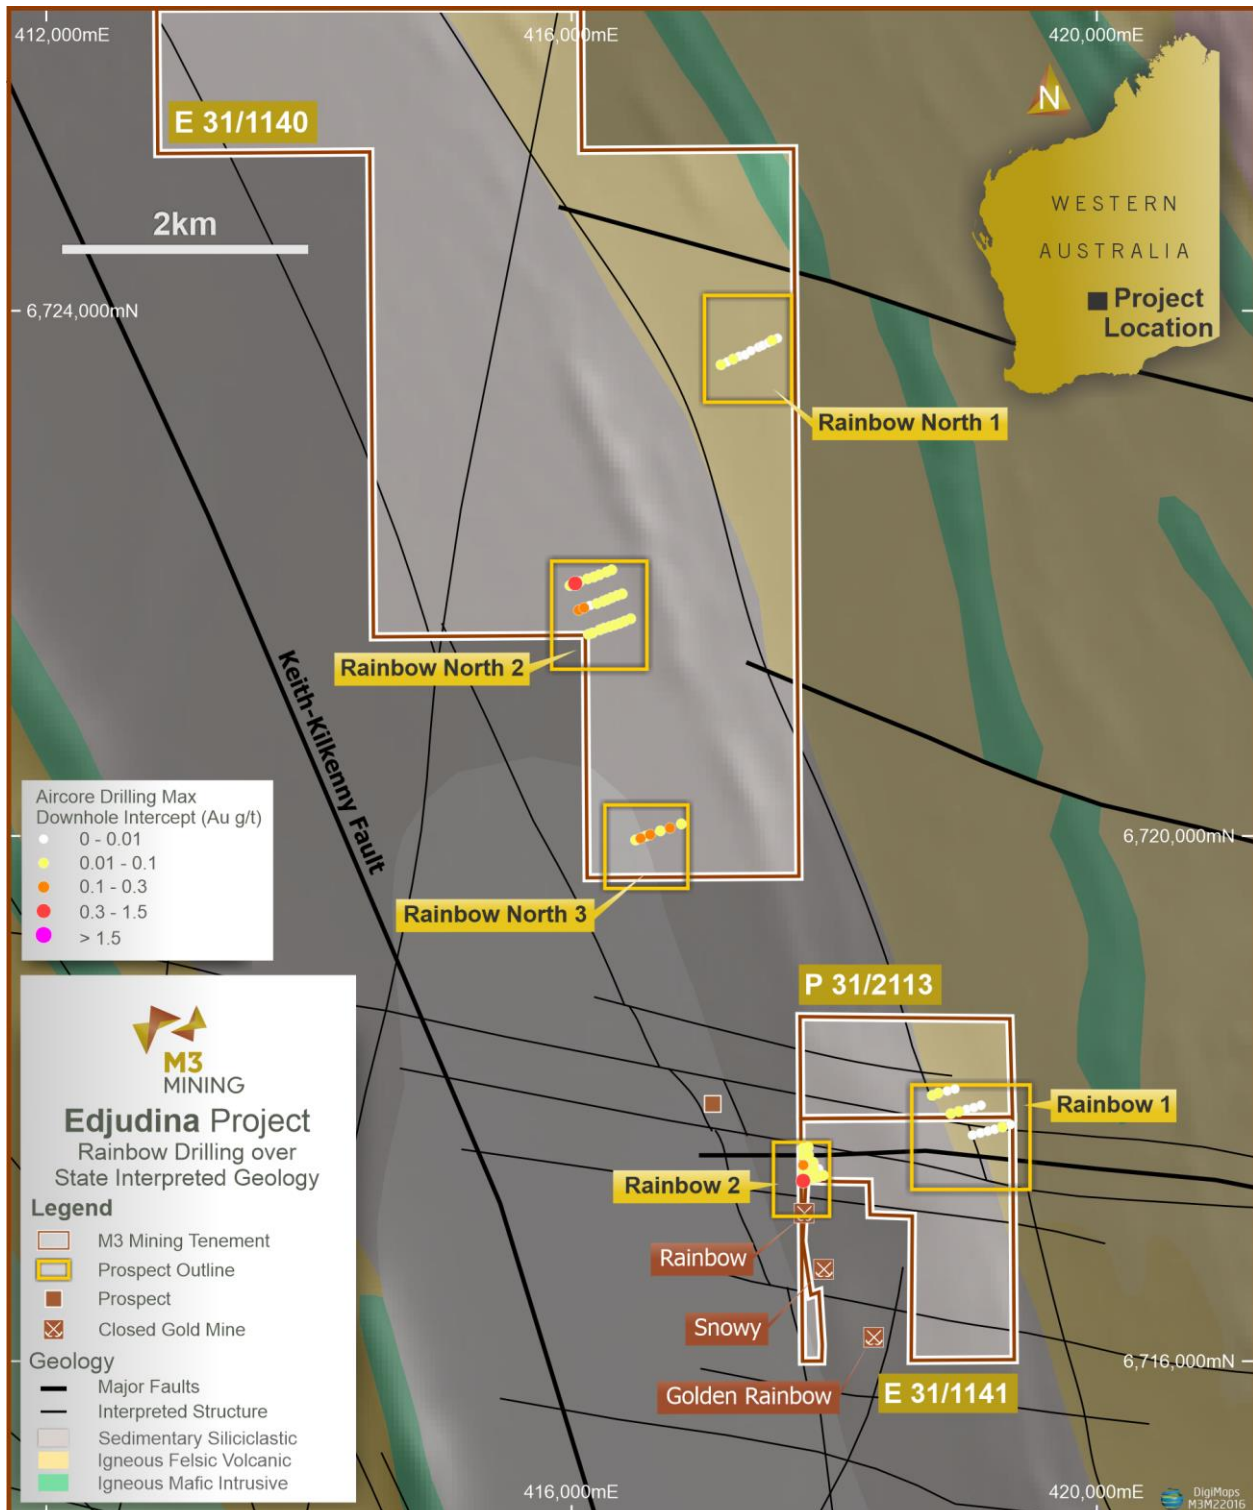 412,000mE
416,000mE
420,000mE
N
E 31/1140
2km
WESTERN
AUSTRALIA
Project
Location
6,724,000mN
Rainbow North 1
Rainbow North 2
Keith-Kilkenny Fault
Aircore Drilling Max
Downhole Intercept (Au g/t)
0 - 0.01
0.01 - 0.1
0.1 - 0.3
0.3 - 1.5
> 1.5
6,720,000mN
Rainbow North 3
P 31/2113
M3
MINING
Edjudina Project
Rainbow Drilling over
State Interpreted Geology
Legend
M3 Mining Tenement
Prospect Outline
Prospect
Closed Gold Mine
Geology
Major Faults
Interpreted Structure
Sedimentary Siliciclastic
Igneous Felsic Volcanic
Igneous Mafic Intrusive
Rainbow 1
Rainbow 2
Rainbow
Snowy
Golden Rainbow
6,716,000mN
E 31/1141
416,000mE
420,000mE
DigiMaps
M3M22016